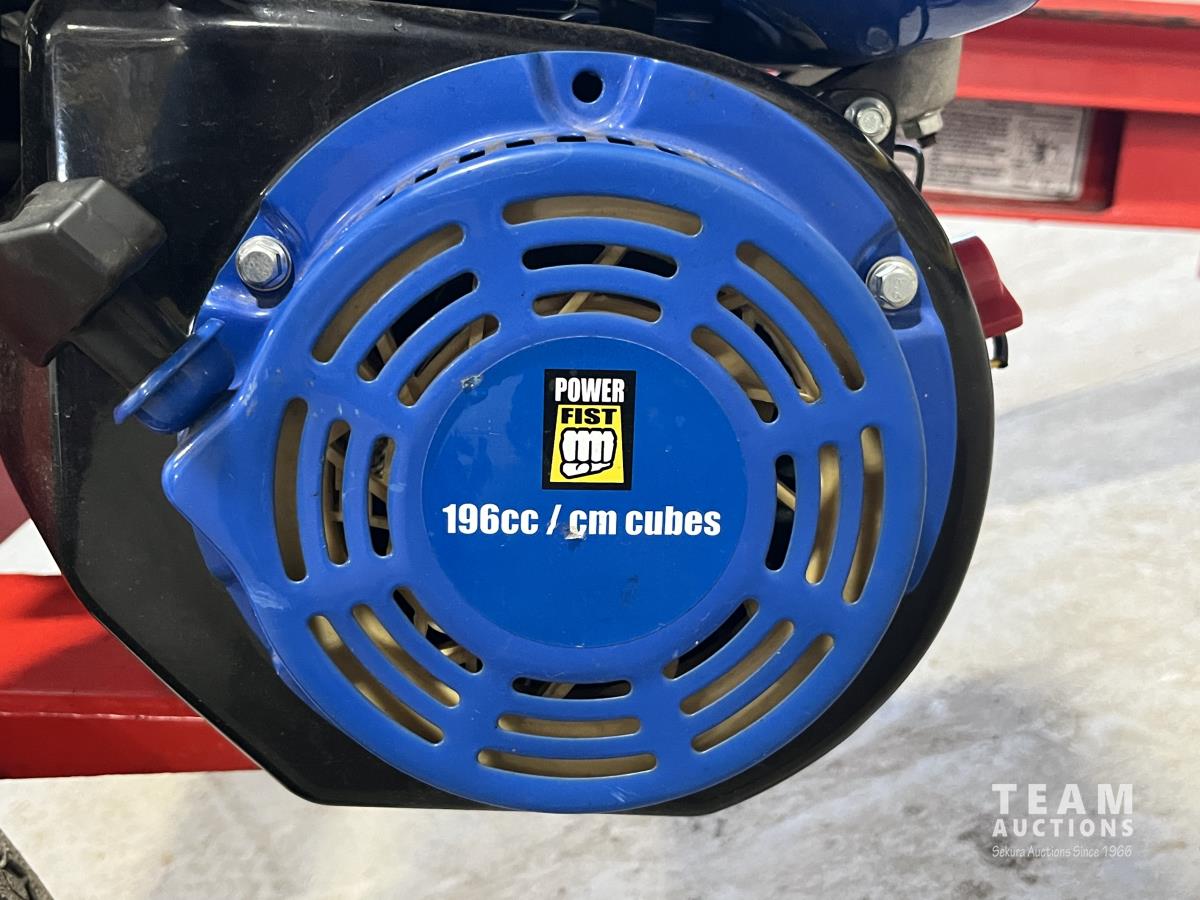 POWER
FIST
196cc / cm cubes
TEAM
AUCTIONS
Sekura Auctions Since 1966